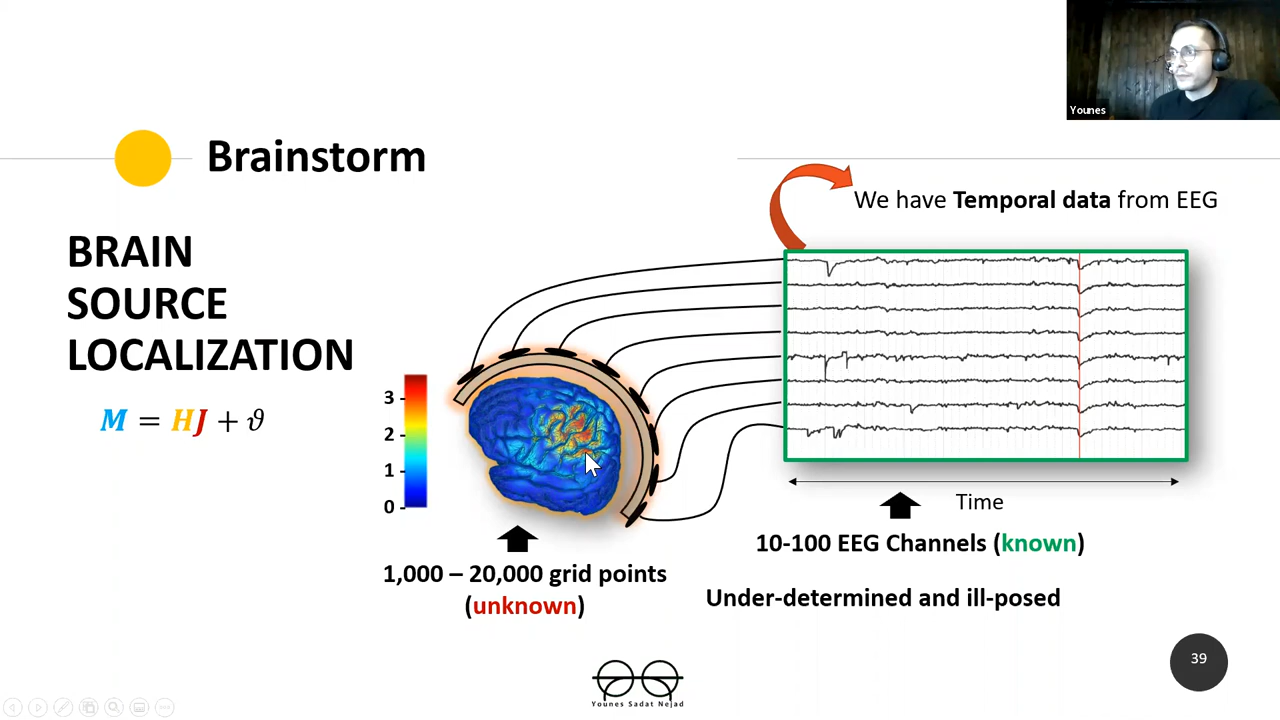 Younes
Brainstorm
We have Temporal data from EEG
BRAIN
SOURCE
LOCALIZATION
M = HJ + ϑ
3
2
1
0
Time
10-100 EEG Channels (known)
1,000 – 20,000 grid points
(unknown)
Under-determined and ill-posed
39
Younes Sadat Nejad